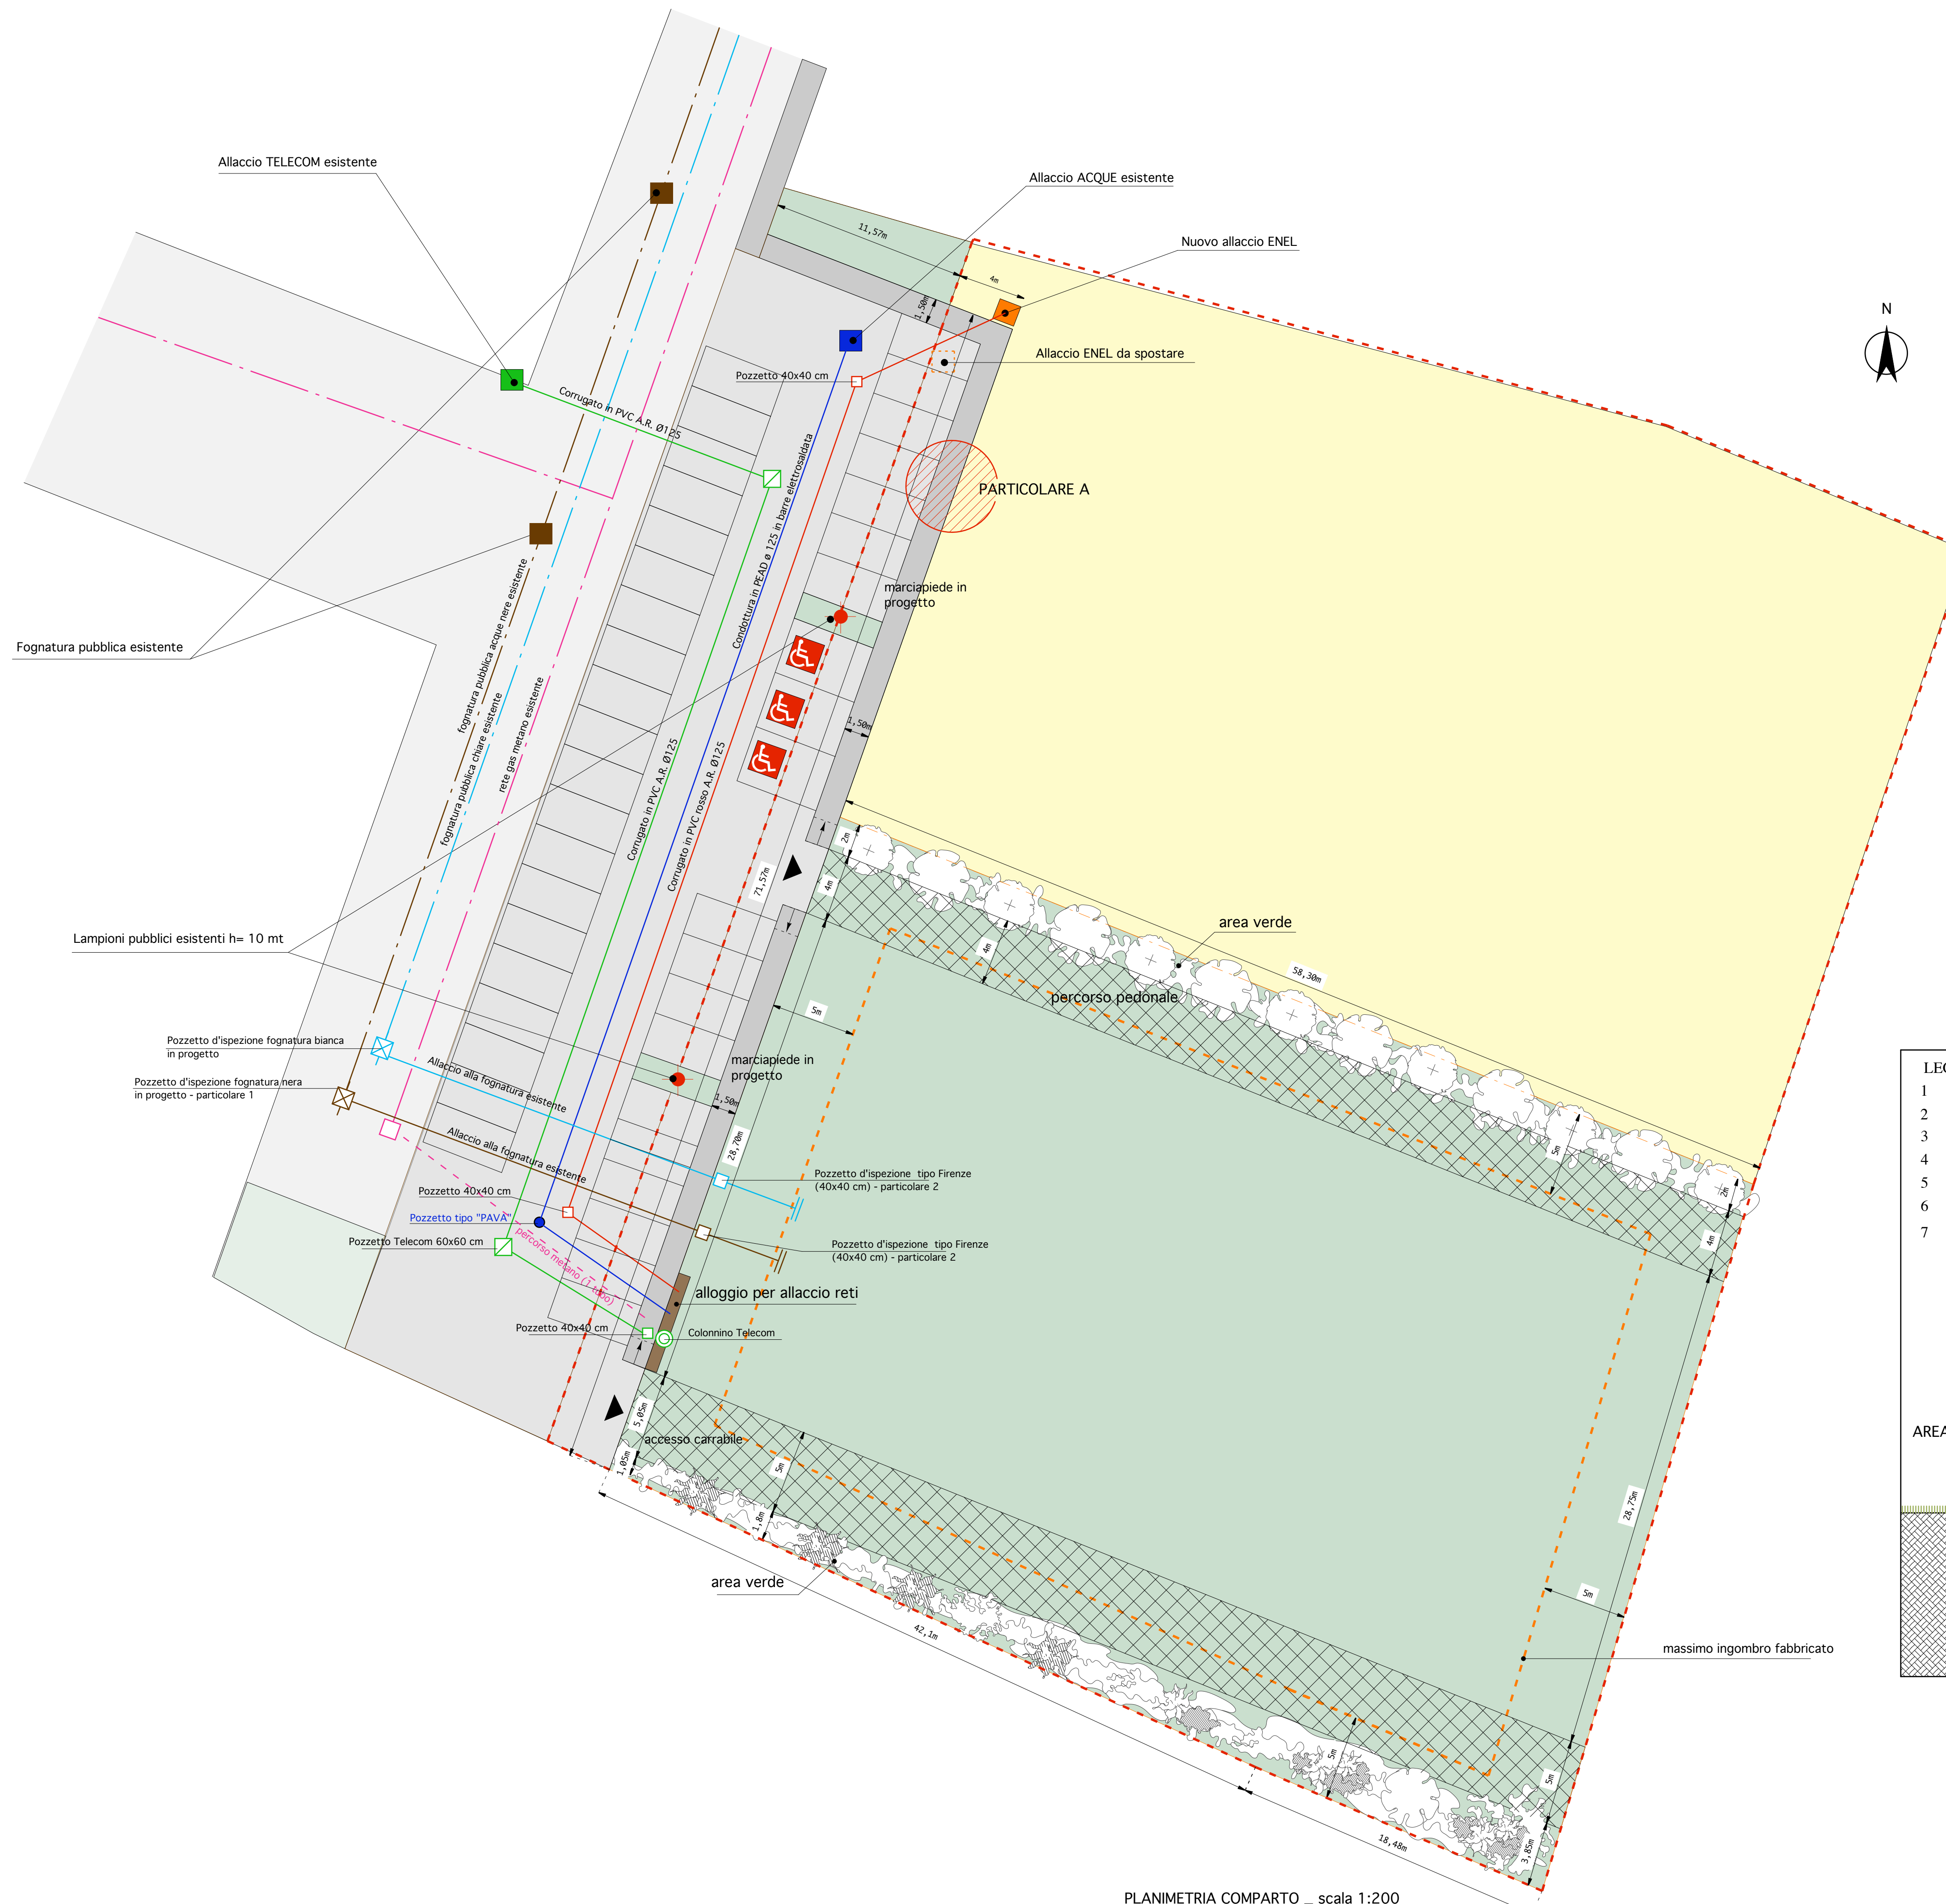 Allaccio TELECOM esistente
Allaccio ACQUE esistente
11,57m
Nuovo allaccio ENEL
4m
1,50m
N
Allaccio ENEL da spostare
Pozzetto 40x40 cm
Corrugato in PVC A.R. Ø125
Condottura in PEAD ø 125 in barre elettrosaldata
PARTICOLARE A
marciapiede in
progetto
Fognatura pubblica esistente
fognatura pubblica acque nere esistente
fognatura pubblica chiare esistente
rete gas metano esistente
1,50m
Corrugato in PVC A.R. Ø125
Corrugato in PVC rosso A.R. Ø125
2m
71,57m
4m
area verde
Lampioni pubblici esistenti h= 10 mt
4m
58,30m
percorso pedonale
5m
Pozzetto d'ispezione fognatura bianca
in progetto
Allaccio alla fognatura esistente
marciapiede in
progetto
Pozzetto d'ispezione fognatura nera
in progetto - particolare 1
1,50m
28,70m
5m
Allaccio alla fognatura esistente
Pozzetto d'ispezione  tipo Firenze
(40x40 cm) - particolare 2
2m
Pozzetto 40x40 cm
Pozzetto tipo "PAVA"
Pozzetto Telecom 60x60 cm
percorso metano (1 tubo)
Pozzetto d'ispezione  tipo Firenze
(40x40 cm) - particolare 2
4m
alloggio per allaccio reti
Pozzetto 40x40 cm
Colonnino Telecom
5,05m
accesso carrabile
1,05m
5m
1,8m
28,75m
area verde
5m
42,1m
massimo ingombro fabbricato
5m
5m
18,48m
3,85m
PLANIMETRIA COMPARTO _ scala 1:200
1
2
3
4
5
6
7
AREA